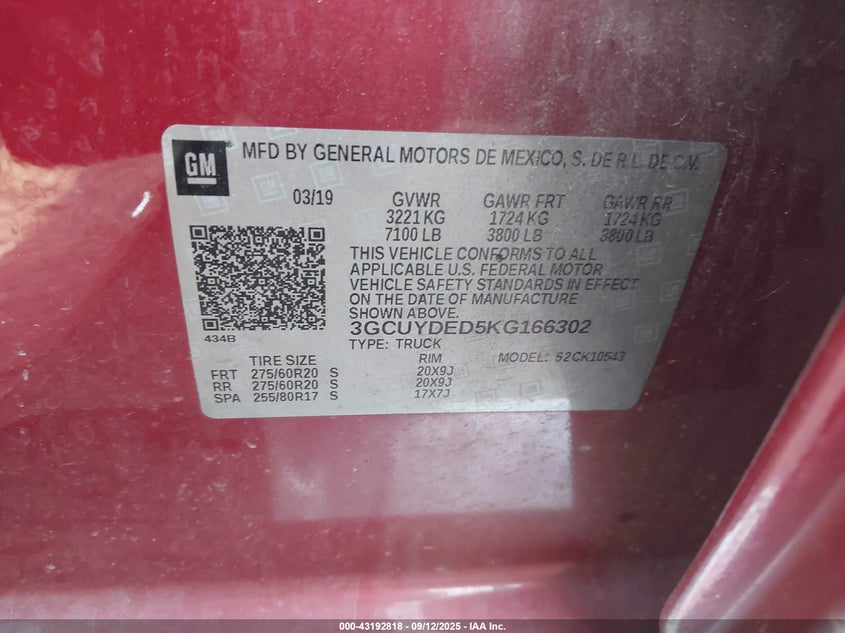 GM
MFD BY GENERAL MOTORS DE MEXICO, S. DE R.L. DE C.V.
03/19 GVWR GAWR FRT GAWR RR
3221 KG 1724 KG 1724 KG
7100 LB 3800 LB 3800 LB
THIS VEHICLE CONFORMS TO ALL
APPLICABLE U.S. FEDERAL MOTOR
VEHICLE SAFETY STANDARDS IN EFFECT
ON THE DATE OF MANUFACTURE
SHOWN ABOVE.
3GCUYDED5KG166302
434B
TYPE: TRUCK
TIRE SIZE RIM MODEL: 52CK10543
FRT 275/60R20 S 20X9J
RR 275/60R20 S 20X9J
SPA 255/80R17 S 17X7J
000-43192818 - 09/12/2025 - IAA Inc.